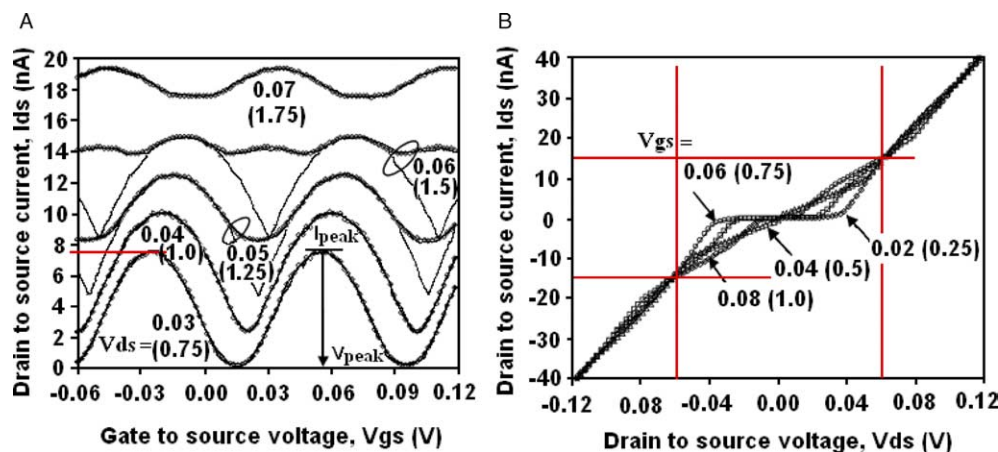 A
Drain to source current, Ids (nA)
20
18
16
14
12
10
8
6
4
2
0
0.07
(1.75)
0.06
(1.5)
0.05
(1.25)
0.04
(1.0)
0.03
Vds = (0.75)
Ipeak
Vpeak
V
-0.06 -0.03 0.00 0.03 0.06 0.09 0.12
Gate to source voltage, Vgs (V)
B
Drain to source current, Ids (nA)
40
30
20
10
0
-10
-20
-30
-40
Vgs =
0.06 (0.75)
0.02 (0.25)
0.04 (0.5)
0.08 (1.0)
-0.12 0.08 -0.04 0.00 0.04 0.08 0.12
Drain to source voltage, Vds (V)